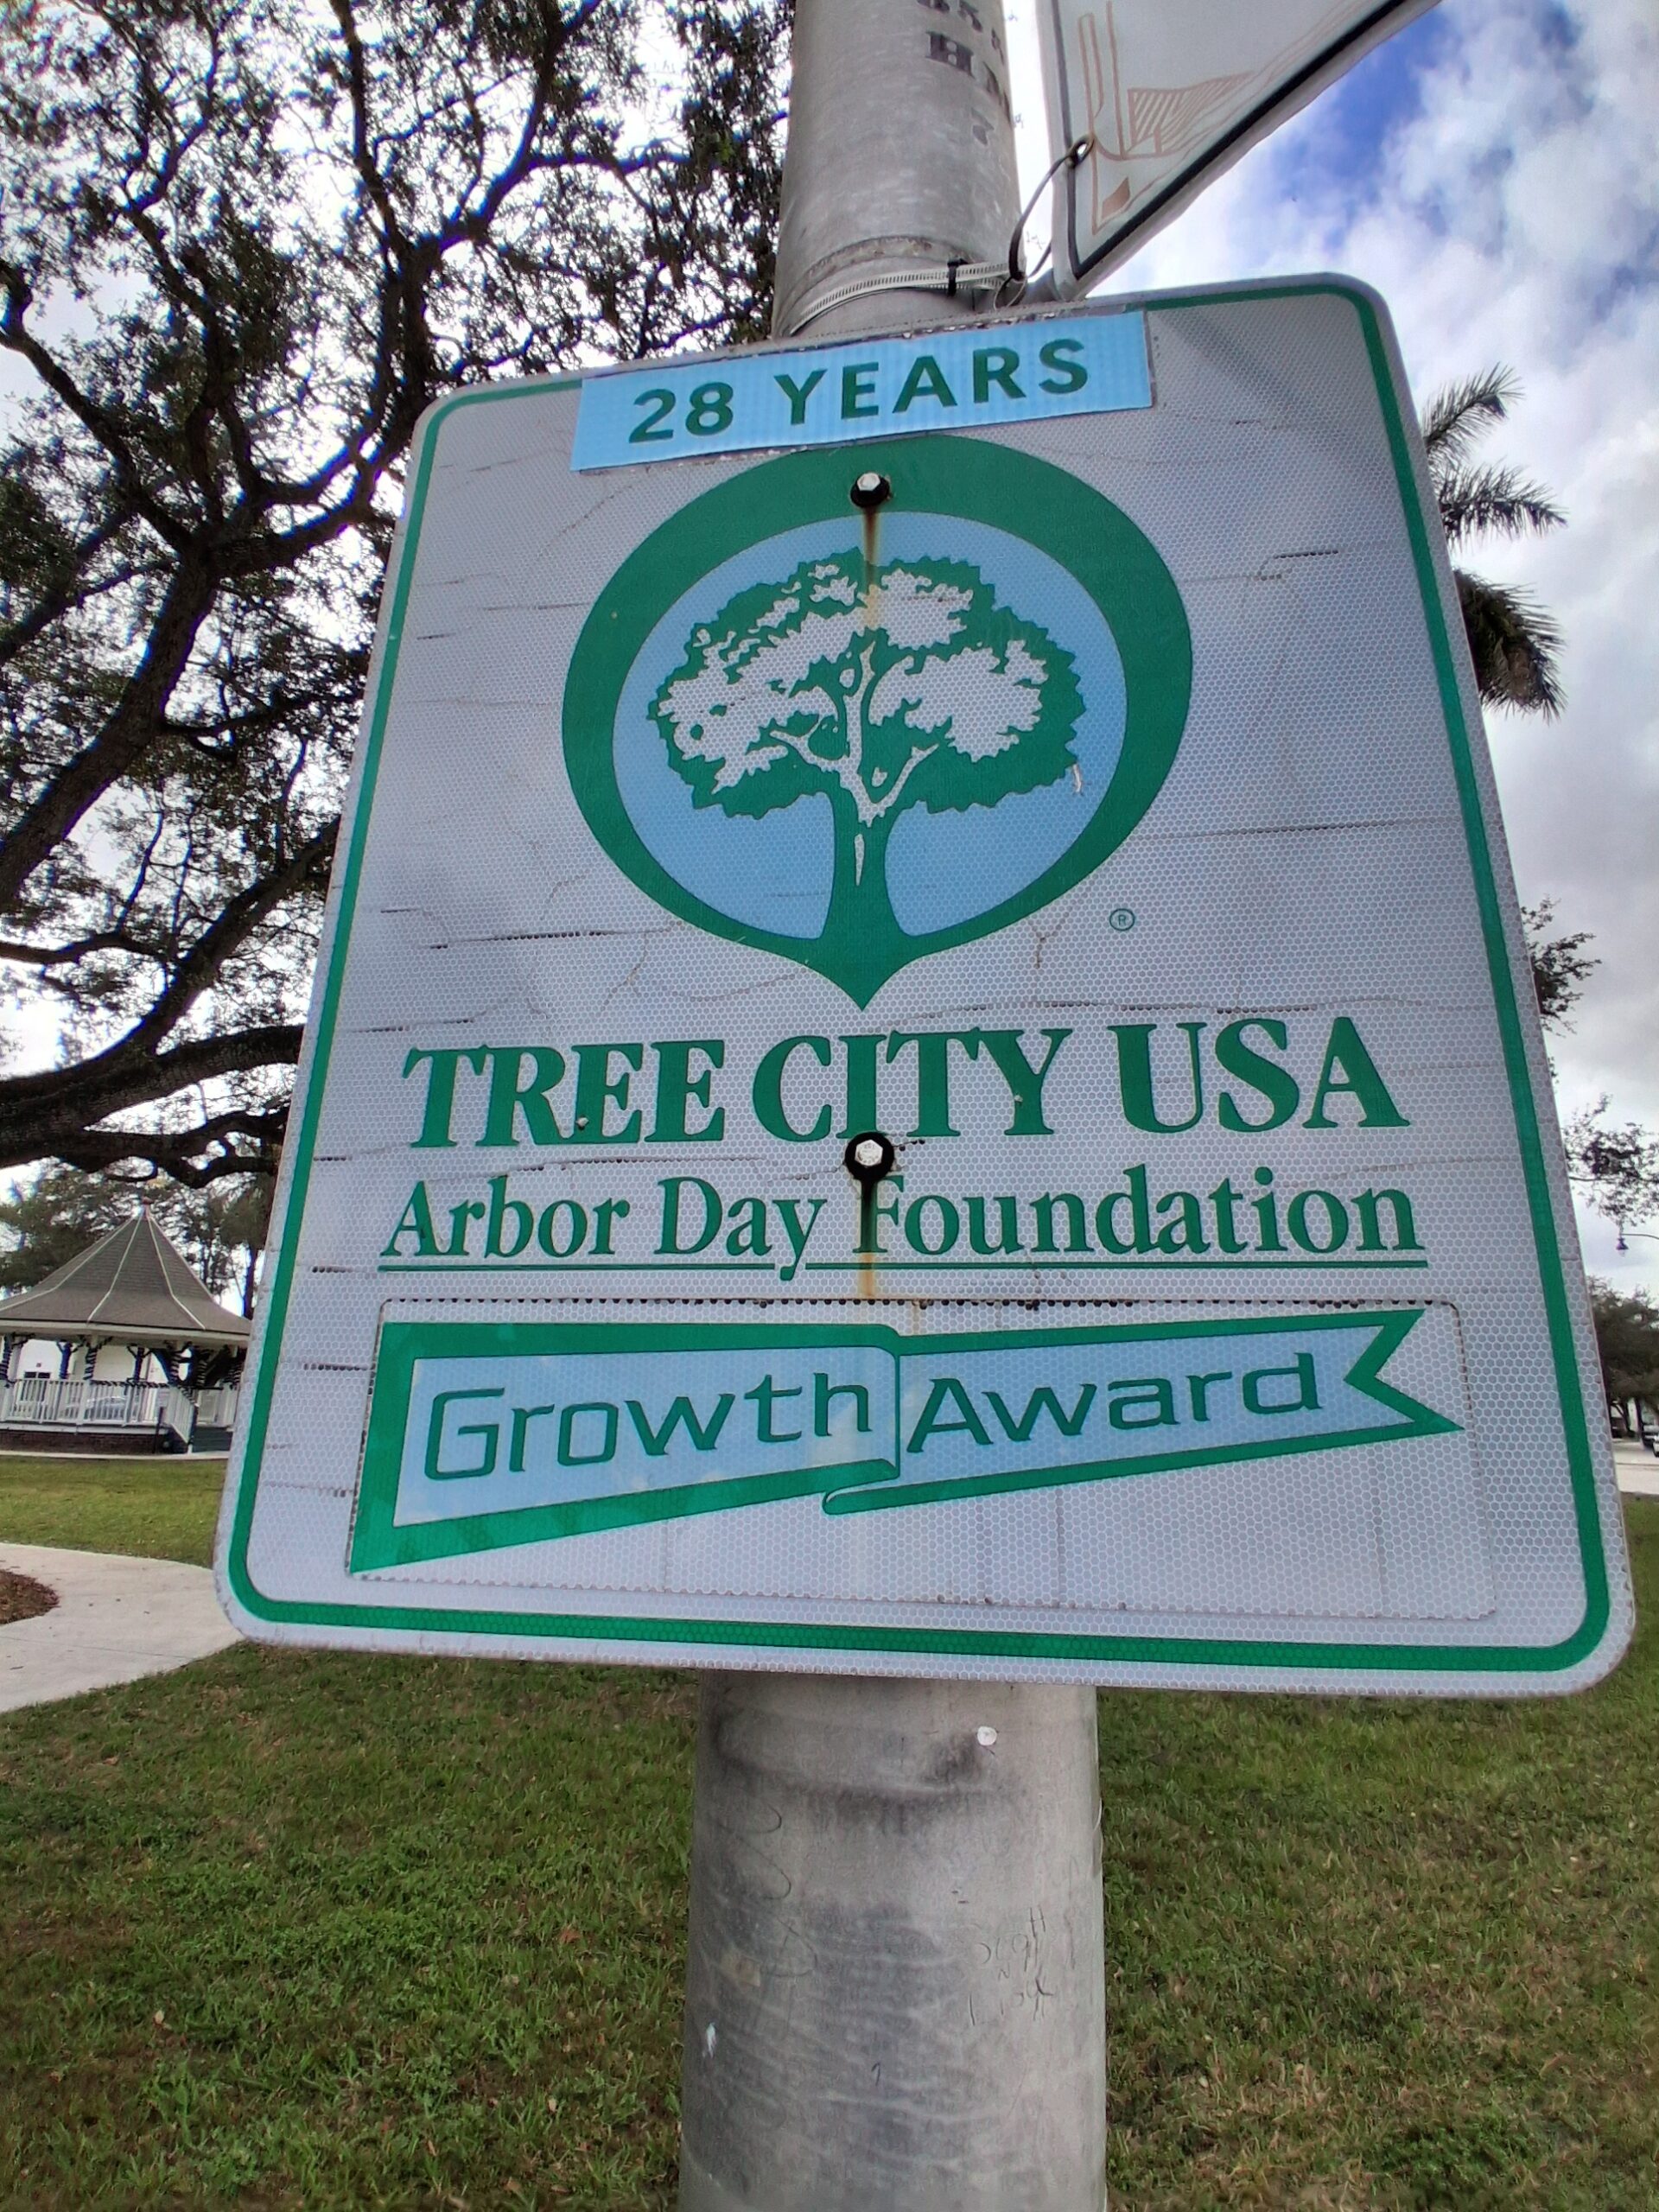 28 YEARS
®
TREE CITY USA
Arbor Day Foundation
Growth Award